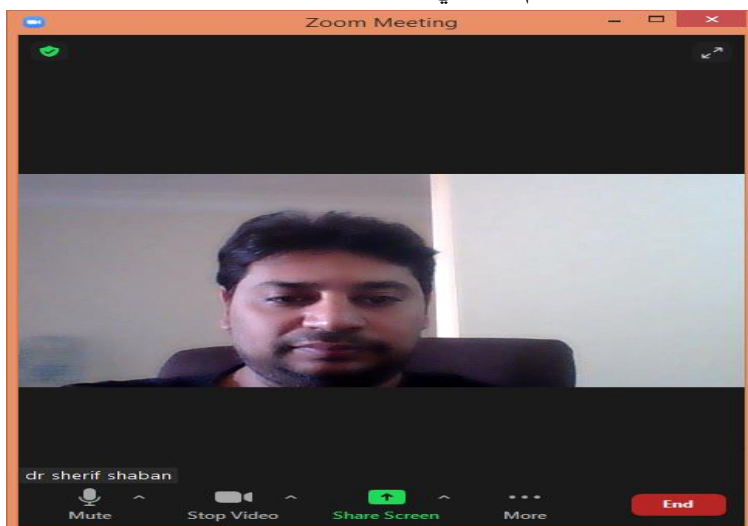 Zoom Meeting
dr sherif shaban
Mute
Stop Video
Share Screen
More
End